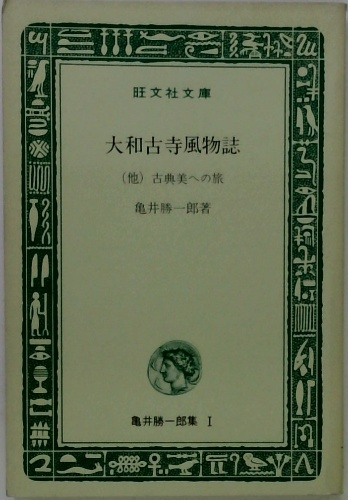 旺文社文庫
大和古寺風物誌
(他) 古典美への旅
亀井勝一郎著
亀井勝一郎集 I